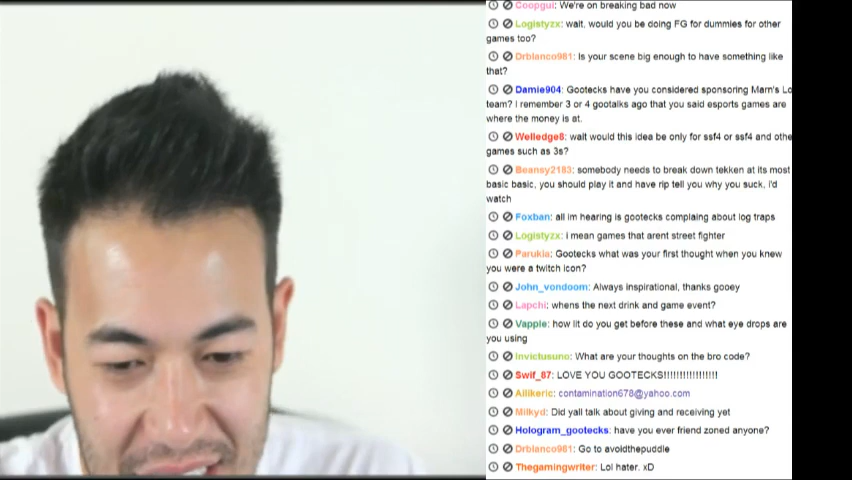 Coopgui: We're on breaking bad now
Logistyzx: wait, would you be doing FG for dummies for other
games too?
Drblanco981: Is your scene big enough to have something like
that?
Damie904: Gootecks have you considered sponsoring Marn's Lo
team? I remember 3 or 4 gootalks ago that you said esports games are
where the money is at.
Welledge8: wait would this idea be only for ssf4 or ssf4 and othe
games such as 3s?
Beansy2183: somebody needs to break down tekken at its most
basic basic, you should play it and have rip tell you why you suck, i'd
watch
Foxban: all im hearing is gootecks complaing about log traps
Logistyzx: i mean games that arent street fighter
Parukia: Gootecks what was your first thought when you knew
you were a twitch icon?
John_vondoom: Always inspirational, thanks gooey
Lapchi: whens the next drink and game event?
Vapple: how lit do you get before these and what eye drops are
you using
Invictusuno: What are your thoughts on the bro code?
Swif_87: LOVE YOU GOOTECKS!!!!!!!!!!!!!!!!!!
Allikeric: contamination678@yahoo.com
Milkyd: Did yall talk about giving and receiving yet
Hologram_gootecks: have you ever friend zoned anyone?
Drblanco981: Go to avoidthepuddle
Thegamingwriter: Lol hater. xD